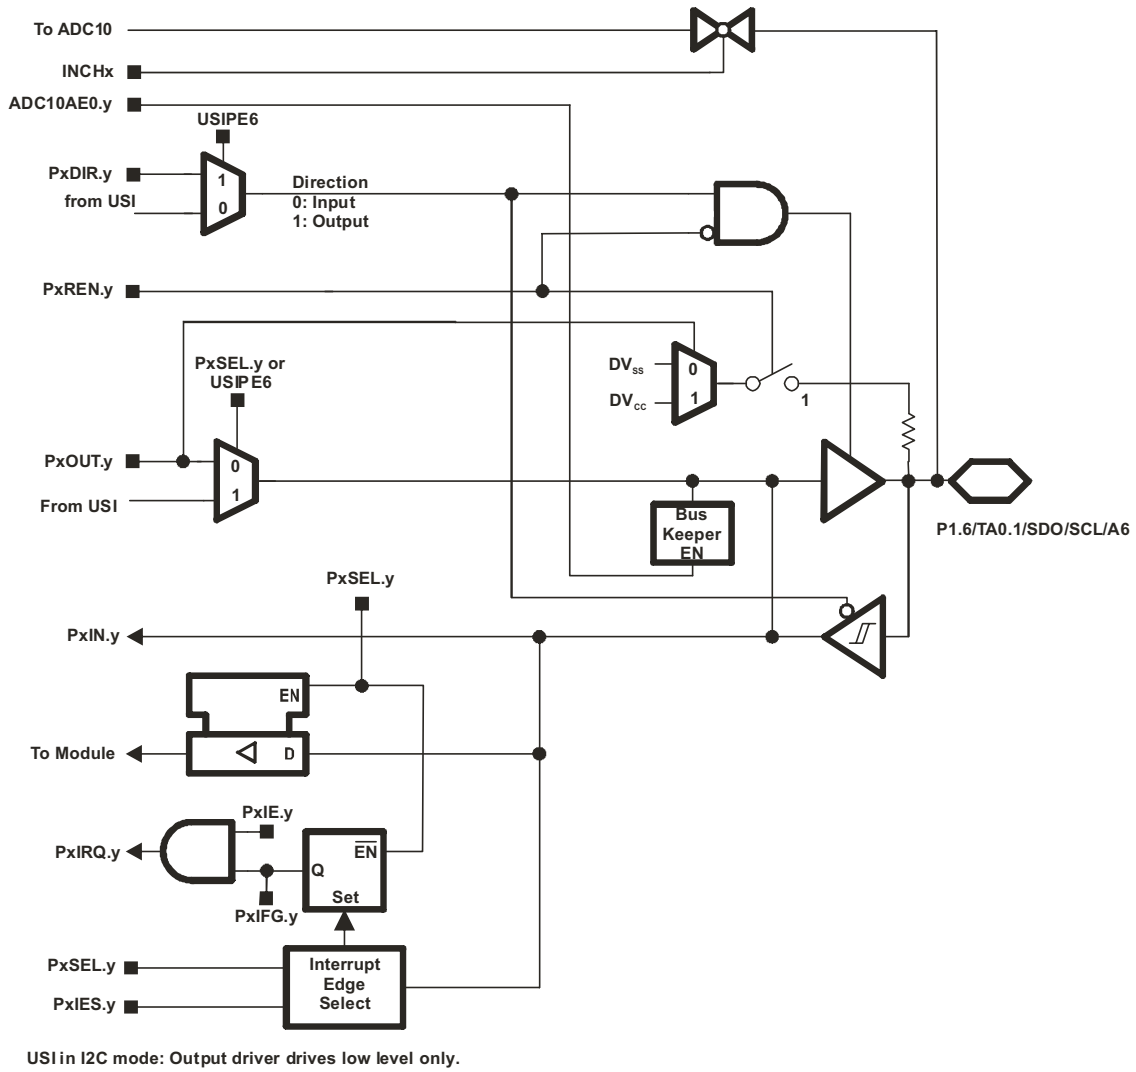 To ADC10
INCHx
ADC10AE0.y
USIPE6
PxDIR.y
from USI
1
0
Direction
0: Input
1: Output
PxREN.y
PxSEL.y or
USIPE6
DVSS
DVCC
0
1
1
PxOUT.y
From USI
0
1
Bus
Keeper
EN
P1.6/TA0.1/SDO/SCL/A6
PxSEL.y
PxIN.y
EN
To Module
D
PxIE.y
PxIRQ.y
EN
Q
Set
PxIFG.y
PxSEL.y
PxIES.y
Interrupt
Edge
Select
USI in I2C mode: Output driver drives low level only.